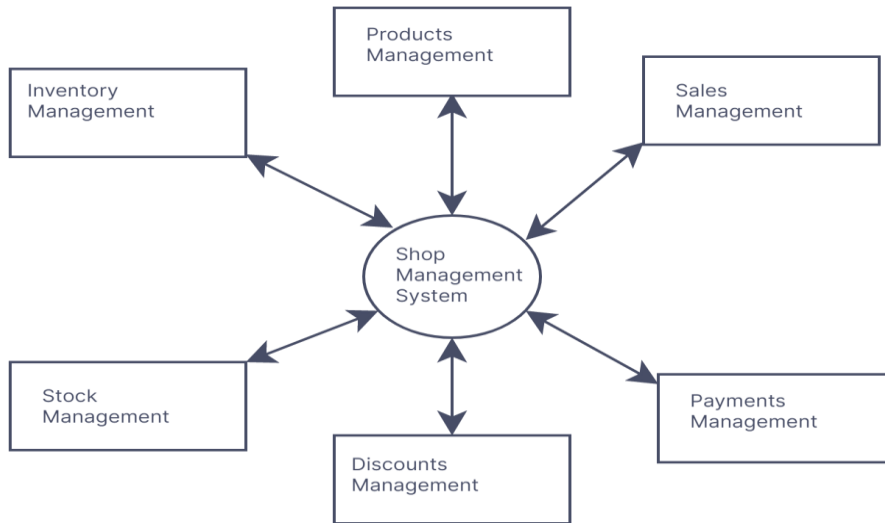 Products
Management
Inventory
Management
Sales
Management
Shop
Management
System
Stock
Management
Payments
Management
Discounts
Management